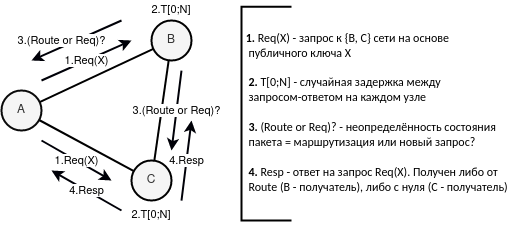 2.T[0;N]
3.(Route or Req)?
B
1.Req(X)
A
3.(Route or Req)?
1.Req(X)
4.Resp
C
4.Resp
2.T[0;N]
1. Req(X) - запрос к {B, C} сети на основе
публичного ключа X
2. T[0;N] - случайная задержка между
запросом-ответом на каждом узле
3. (Route or Req)? - неопределённость состояния
пакета = маршрутизация или новый запрос?
4. Resp - ответ на запрос Req(X). Получен либо от
Route (B - получатель), либо с нуля (C - получатель)